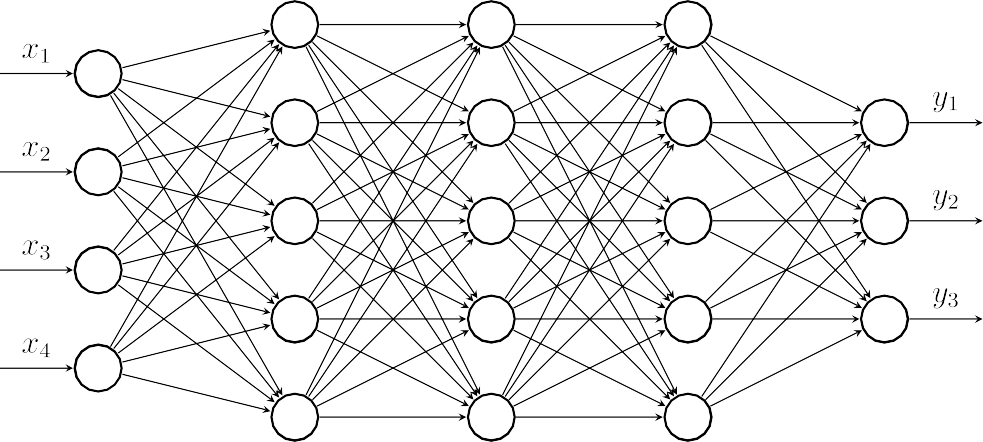 x₁
x₂
x₃
x₄
y₁
y₂
y₃